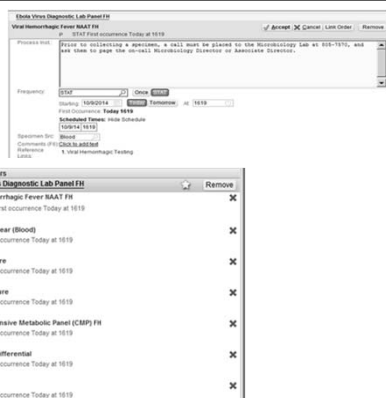 Ebola Virus Diagnostic Lab Panel FH
Viral Hemorrhagic Fever NAAT FH
Accept Cancel Link Order Remove
STAT First occurrence Today at 1619
Process Inst.: Prior to collecting a specimen, a call must be placed to the Microbiology Lab at and
ask them to page the on-call Microbiology Director or Associate Director.
Frequency: STAT Once STAT
Starting 10/9/2014 Today Tomorrow At 1619
First Occurrence: Today 1619
Scheduled Times: Hide Schedule
10/9/14 1619
Specimen Src: Blood
Comments (F6): Click to add text
Reference
Links:
1. Viral Hemorrhagic Testing
rs
s Diagnostic Lab Panel FH Remove
rrhagic Fever NAAT FH
rst occurrence Today at 1619
ear (Blood)
occurrence Today at 1619
re
occurrence Today at 1619
ure
occurrence Today at 1619
nsive Metabolic Panel (CMP) FH
occurrence Today at 1619
ifferential
occurrence Today at 1619
occurrence Today at 1619